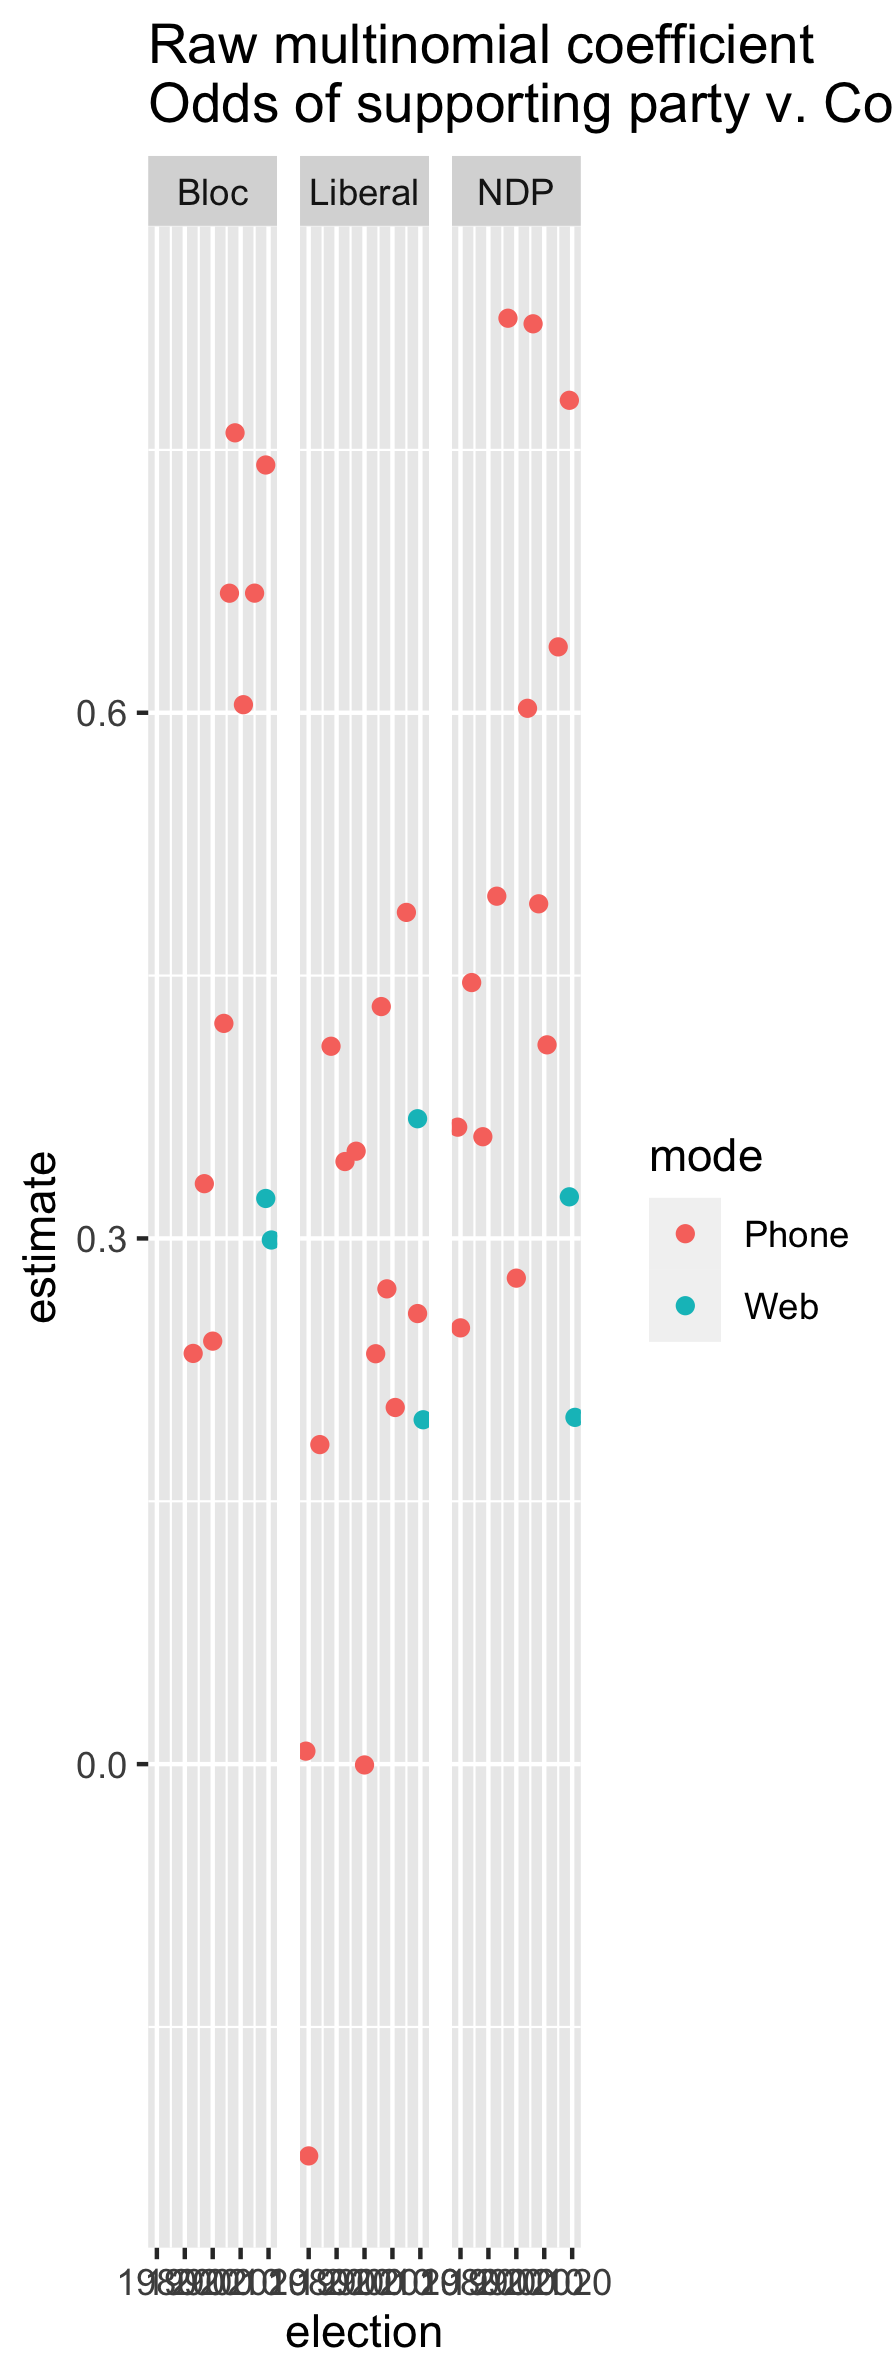 Raw multinomial coefficient
Odds of supporting party v. Co
Bloc Liberal NDP
0.6
0.3
0.0
estimate
election
mode
Phone
Web